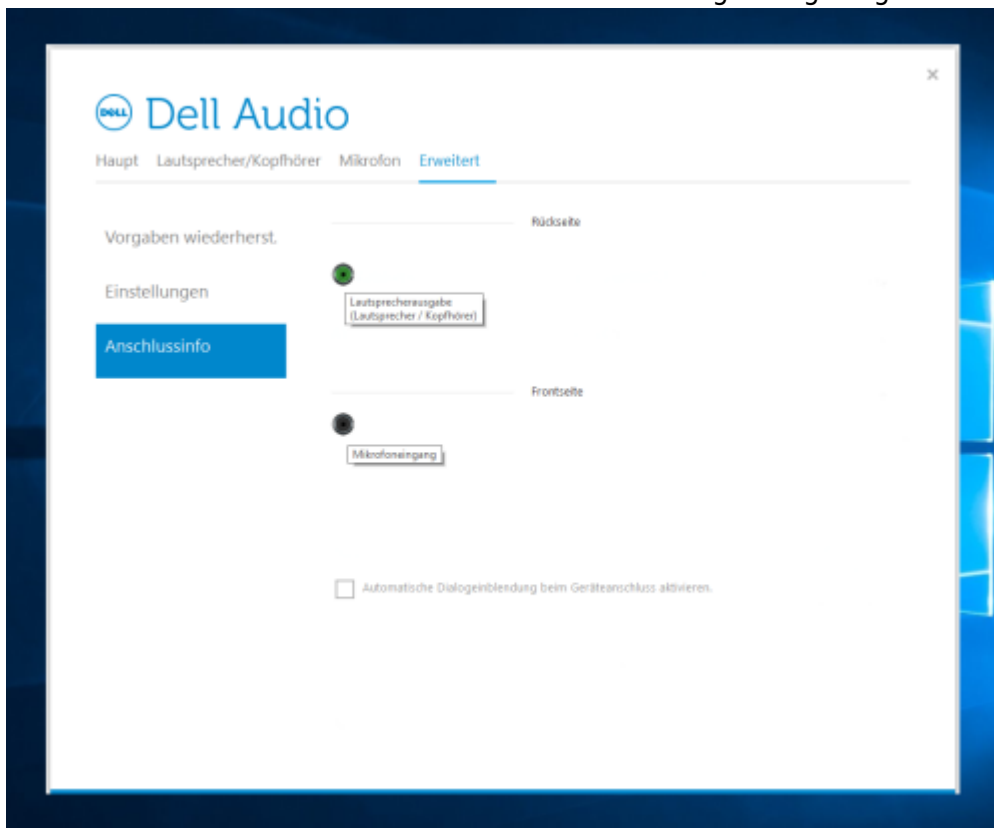 DELL Dell Audio
Haupt Lautsprecher/Kopfhörer Mikrofon Erweitert
Vorgaben wiederherst.
Einstellungen
Anschlussinfo
Rückseite
Lautsprecherausgabe
(Lautsprecher / Kopfhörer)
Frontseite
Mikrofoneingang
Automatische Dialogeinblendung beim Geräteanschluss aktivieren.